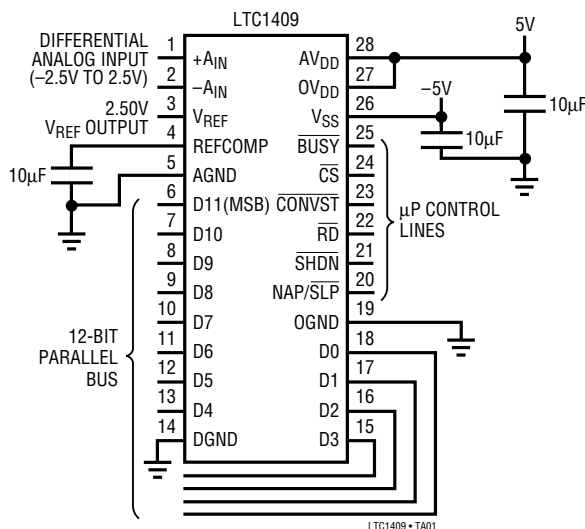 LTC1409
DIFFERENTIAL
ANALOG INPUT
(–2.5V TO 2.5V)
2.50V
VREF OUTPUT
10µF
12-BIT
PARALLEL
BUS
1 +AIN
2 –AIN
3 VREF
4 REFCOMP
5 AGND
6 D11(MSB)
7 D10
8 D9
9 D8
10 D7
11 D6
12 D5
13 D4
14 DGND
AVDD 28
OVDD 27
VSS 26
BUSY 25
CS 24
CONVST 23
RD 22
SHDN 21
NAP/SLP 20
OGND 19
D0 18
D1 17
D2 16
D3 15
5V
–5V
10µF
10µF
µP CONTROL
LINES
LTC1409 • TA01